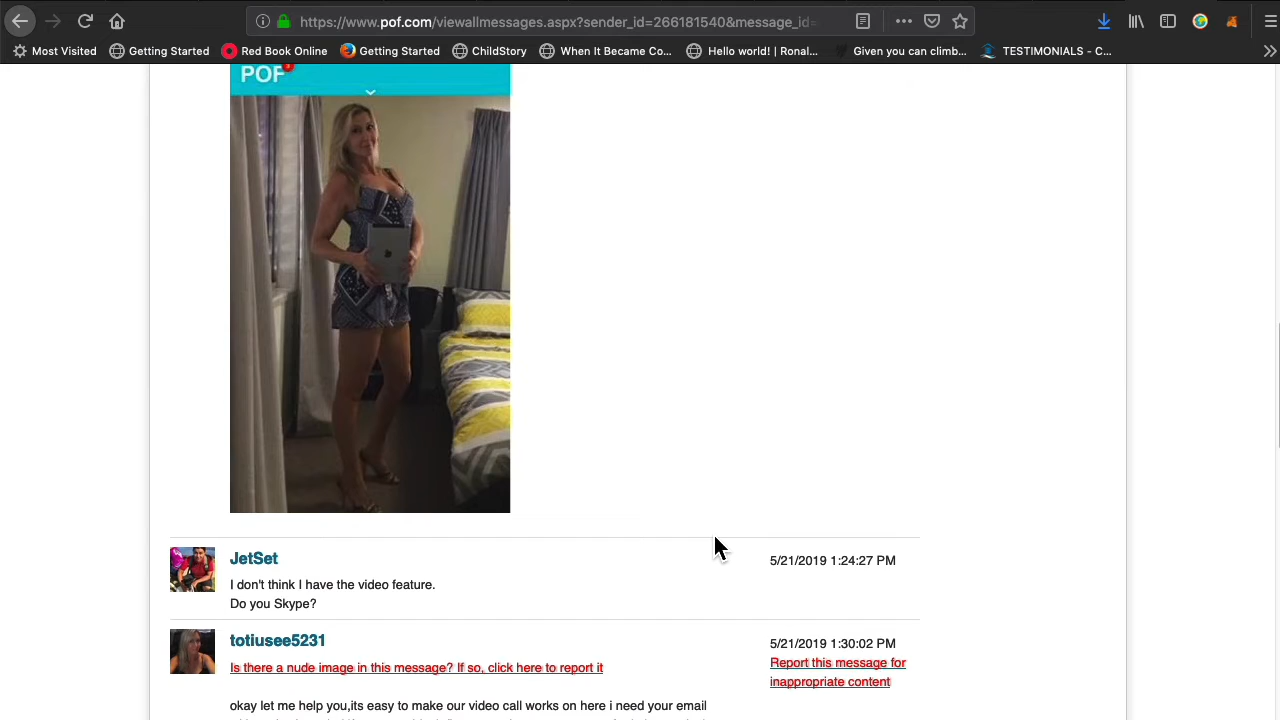 https://www.pof.com/viewallmessages.aspx?sender_id=266181540&message_id=
Most Visited Getting Started Red Book Online Getting Started ChildStory When It Became Co... Hello world! | Ronal... Given you can climb... TESTIMONIALS - C...
POF
JetSet 5/21/2019 1:24:27 PM
I don't think I have the video feature.
Do you Skype?
totiusee5231 5/21/2019 1:30:02 PM
Is there a nude image in this message? If so, click here to report it
Report this message for
inappropriate content
okay let me help you,its easy to make our video call works on here i need your email